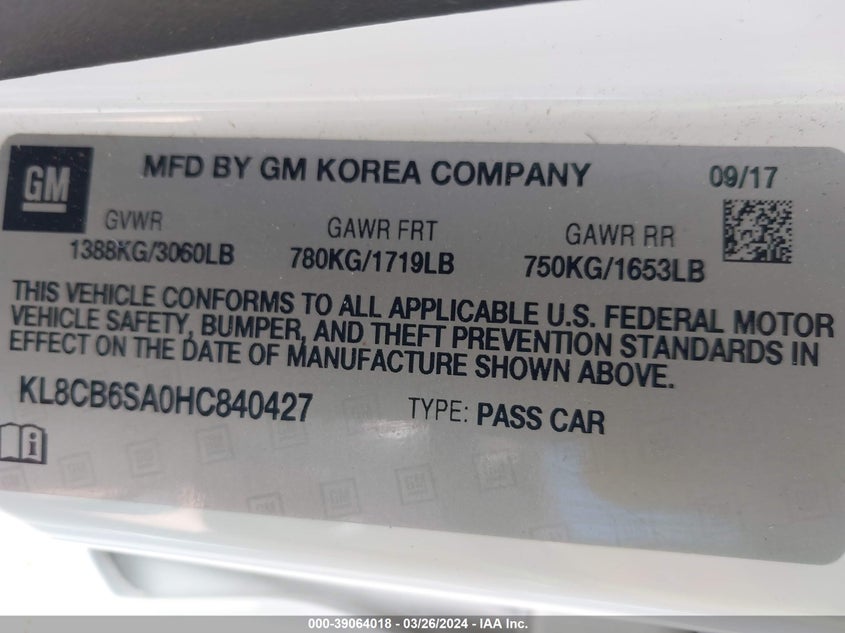 GM MFD BY GM KOREA COMPANY 09/17
GVWR GAWR FRT GAWR RR
1388KG/3060LB 780KG/1719LB 750KG/1653LB
THIS VEHICLE CONFORMS TO ALL APPLICABLE U.S. FEDERAL MOTOR
VEHICLE SAFETY, BUMPER, AND THEFT PREVENTION STANDARDS IN
EFFECT ON THE DATE OF MANUFACTURE SHOWN ABOVE.
KL8CB6SA0HC840427 TYPE: PASS CAR
000-39064018 - 03/26/2024 - IAA Inc.